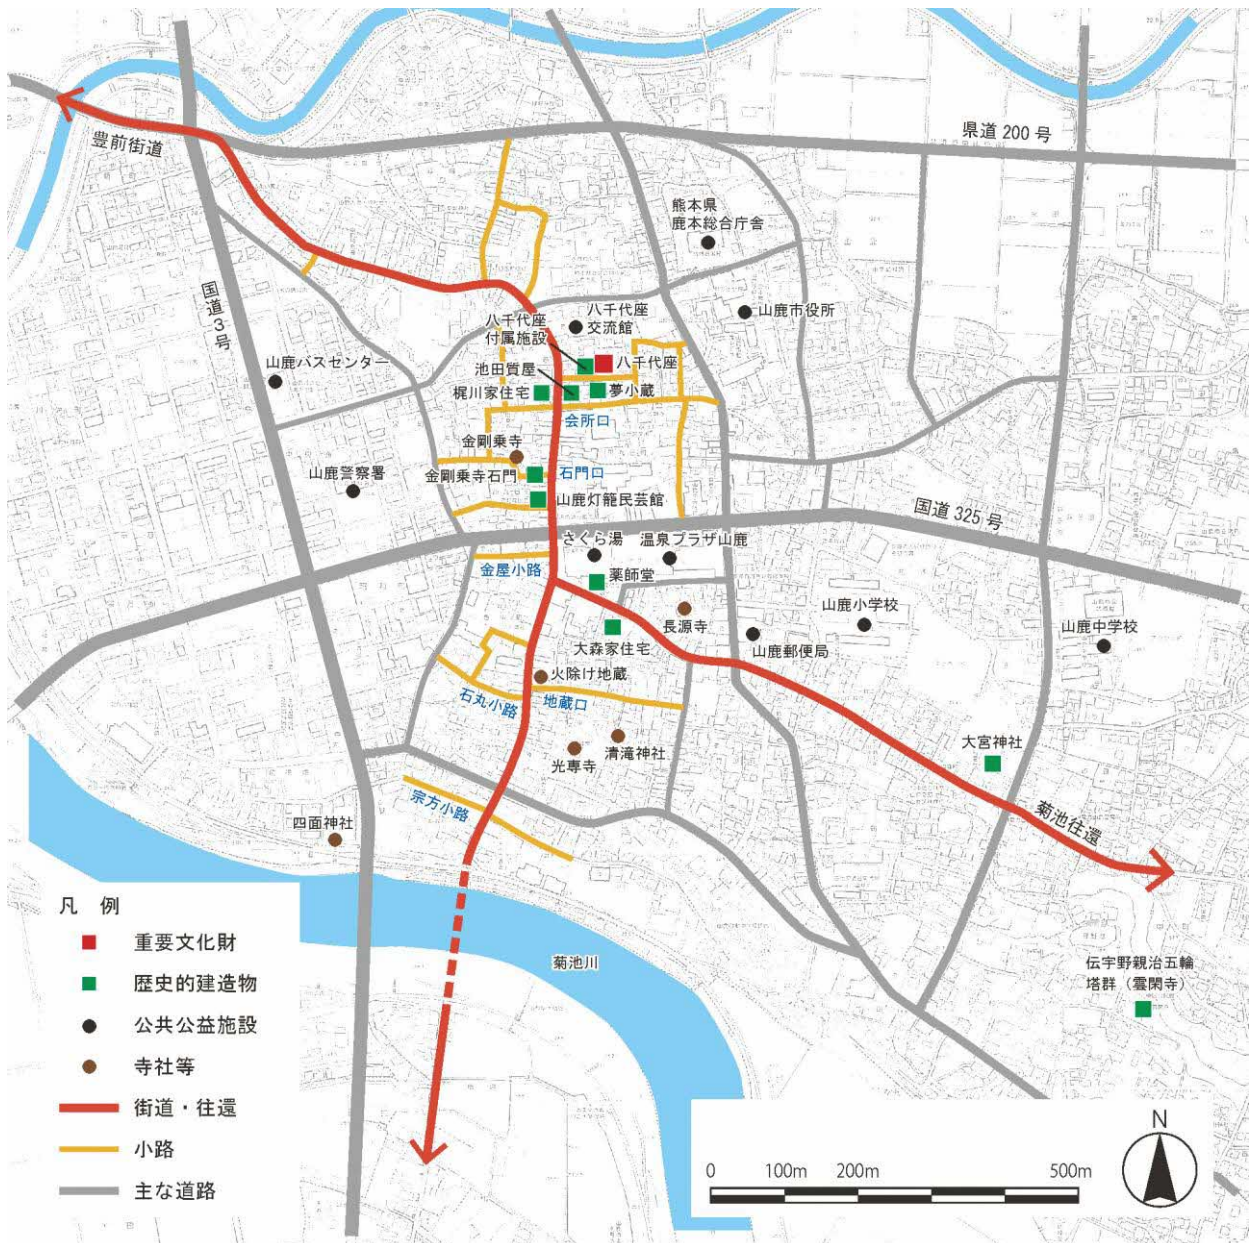 県道 200 号
豊前街道
熊本県
鹿本総合庁舎
国道3号
八千代座
交流館
八千代座
付属施設
山鹿市役所
山鹿バスセンター
池田質屋
八千代座
梶川家住宅
夢小蔵
会所口
金剛乗寺
山鹿警察署
金剛乗寺石門
石門口
山鹿灯籠民芸館
国道 325 号
さくら湯
温泉プラザ山鹿
金屋小路
薬師堂
山鹿小学校
長源寺
山鹿中学校
大森家住宅
山鹿郵便局
火除け地蔵
石丸小路
地蔵口
大宮神社
清滝神社
光専寺
宗方小路
四面神社
菊池往還
菊池川
伝宇野親治五輪
塔群（雲閑寺）
凡 例
重要文化財
歴史的建造物
公共公益施設
寺社等
街道・往還
小路
主な道路
0 100m 200m 500m
N